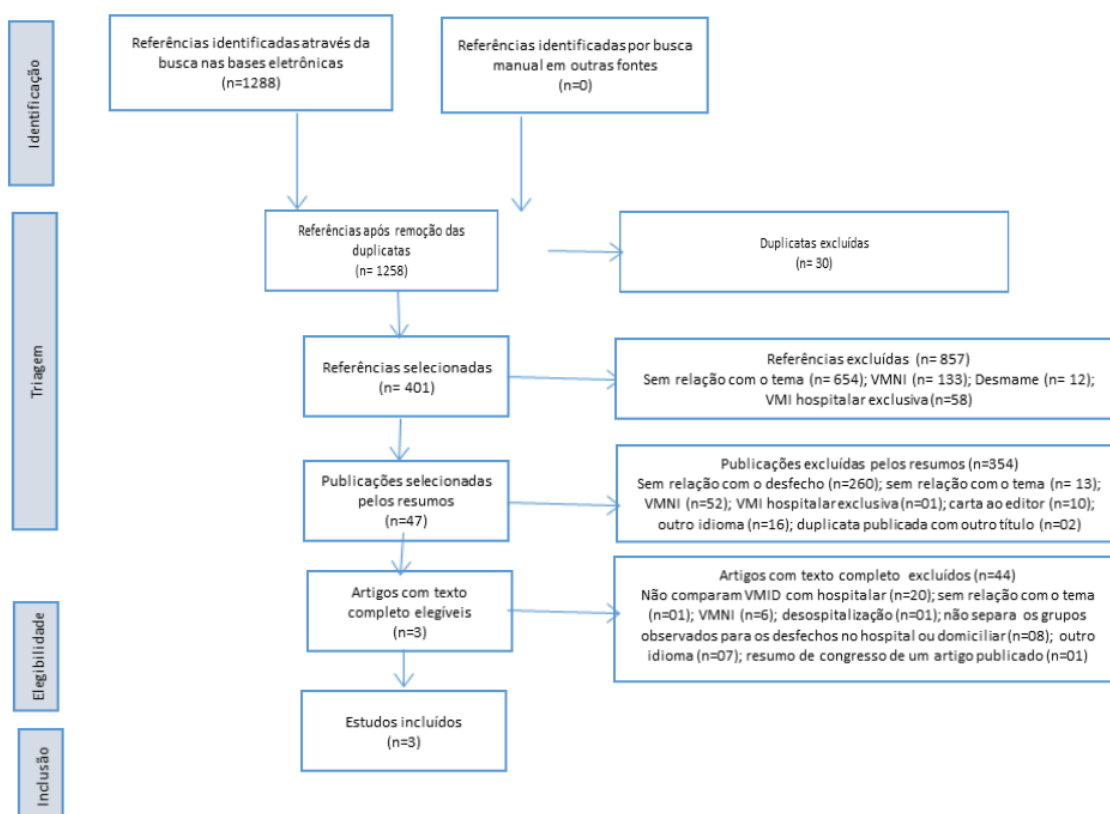 Identificação
Referências identificadas através da
busca nas bases eletrônicas
(n=1288)
Referências identificadas por busca
manual em outras fontes
(n=0)
Triagem
Referências após remoção das
duplicatas
(n= 1258)
Duplicatas excluídas
(n= 30)
Referências selecionadas
(n= 401)
Referências excluídas (n= 857)
Sem relação com o tema (n= 654); VMNI (n= 133); Desmame (n= 12);
VMI hospitalar exclusiva (n=58)
Publicações selecionadas
pelos resumos
(n=47)
Publicações excluídas pelos resumos (n=354)
Sem relação com o desfecho (n=260); sem relação com o tema (n= 13);
VMNI (n=52); VMI hospitalar exclusiva (n=01); carta ao editor (n=10);
outro idioma (n=16); duplicata publicada com outro título (n=02)
Elegibilidade
Artigos com texto
completo elegíveis
(n=3)
Artigos com texto completo excluídos (n=44)
Não comparam VMID com hospitalar (n=20); sem relação com o tema
(n=01); VMNI (n=6); desospitalização (n=01); não separa os grupos
observados para os desfechos no hospital ou domiciliar (n=08); outro
idioma (n=07); resumo de congresso de um artigo publicado (n=01)
Inclusão
Estudos incluídos
(n=3)